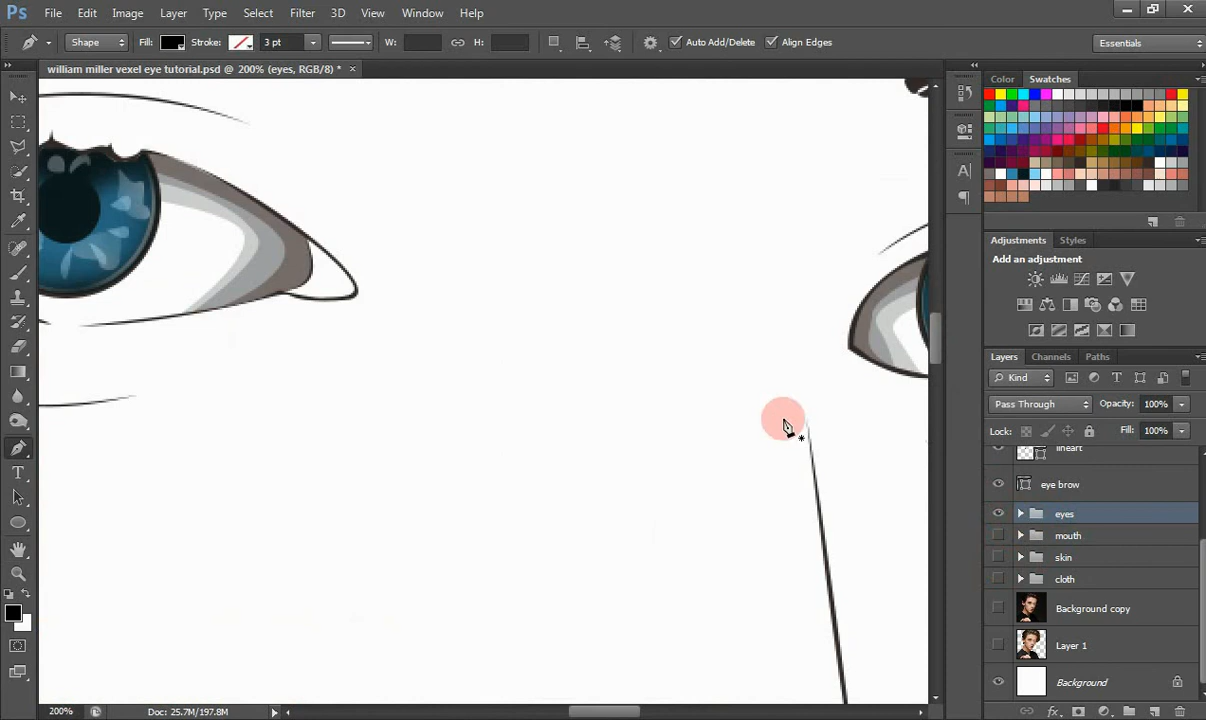 Ps File Edit Image Layer Type Select Filter 3D View Window Help
Shape Fill: Stroke: 3 pt W: H: Auto Add/Delete Align Edges Essentials
william miller vexel eye tutorial.psd @ 200% (eyes, RGB/8) *
Color Swatches
Adjustments Styles
Add an adjustment
Layers Channels Paths
Kind
Pass Through Opacity: 100%
Lock: Fill: 100%
lineart
eye brow
eyes
mouth
skin
cloth
Background copy
Layer 1
Background
200% Doc: 25.7M/197.8M